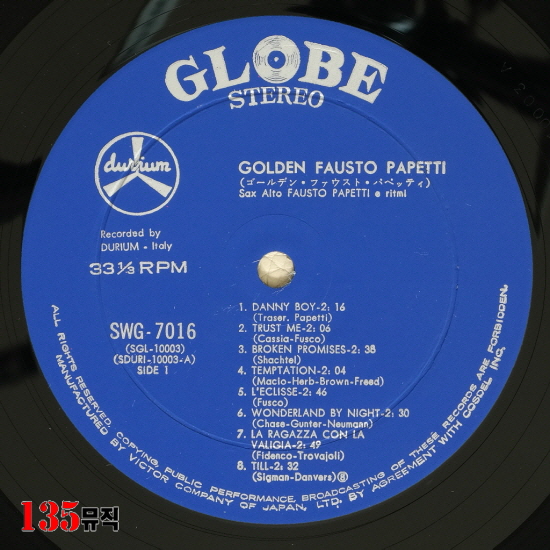 GLOBE
STEREO
durium
GOLDEN FAUSTO PAPETTI
(ゴールデン・ファウスト・パペッティ)
Sax Alto FAUSTO PAPETTI e ritmi
Recorded by
DURIUM - Italy
33 1/3 RPM
SWG-7016
(SGL-10003)
(SDURI-10003-A)
SIDE 1
1. DANNY BOY-2: 16
(Traser. Papetti)
2. TRUST ME-2: 06
(Cassia-Fusco)
3. BROKEN PROMISES-2: 38
(Shachtel)
4. TEMPTATION-2: 04
(Maclo-Herb-Brown-Freed)
5. L'ECLISSE-2: 46
(Fusco)
6. WONDERLAND BY NIGHT-2: 30
(Chase-Gunter-Neumann)
7. LA RAGAZZA CON LA
VALIGIA-2: 49
(Fidenco-Trovajoli)
8. TILL-2: 32
(Sigman-Danvers)Ⓑ
ALL RIGHTS RESERVED, COPYING, PUBLIC PERFORMANCE, BROADCASTING OF THESE RECORDS ARE FORBIDDEN.
MANUFACTURED BY VICTOR COMPANY OF JAPAN, LTD. BY AGREEMENT WITH COSDEL INC.
135뮤직